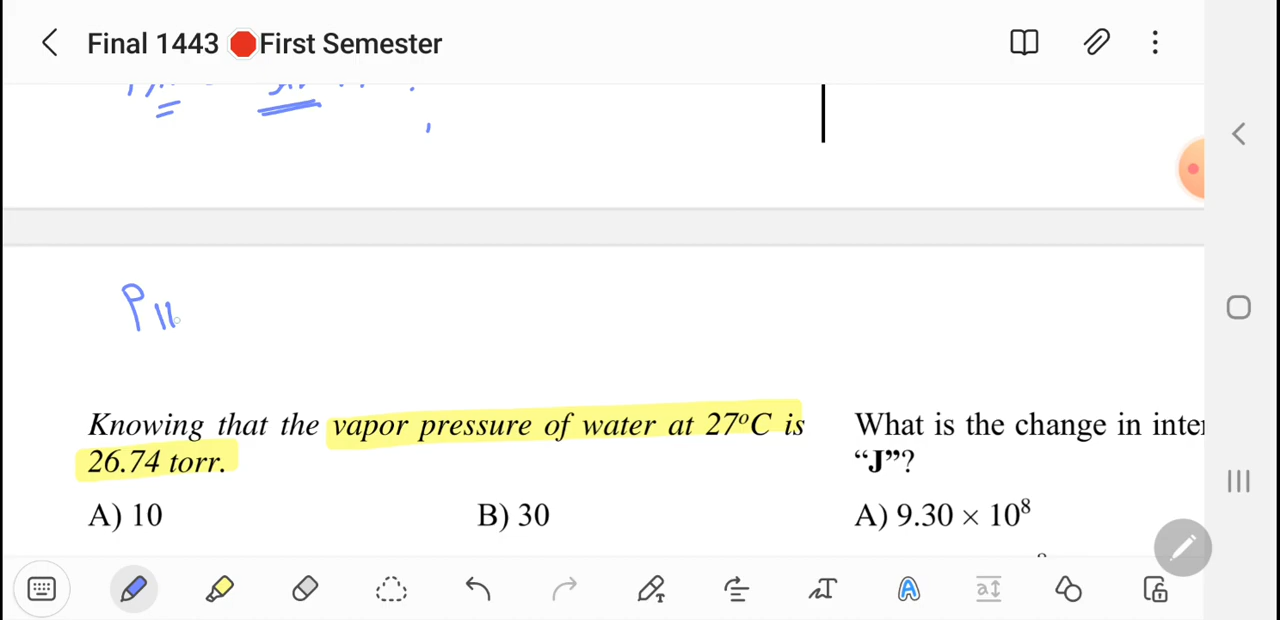 Final 1443 🛑First Semester
P
Knowing that the vapor pressure of water at 27°C is
26.74 torr.
A) 10
B) 30
What is the change in inter
“J”?
A) 9.30 × 10⁸